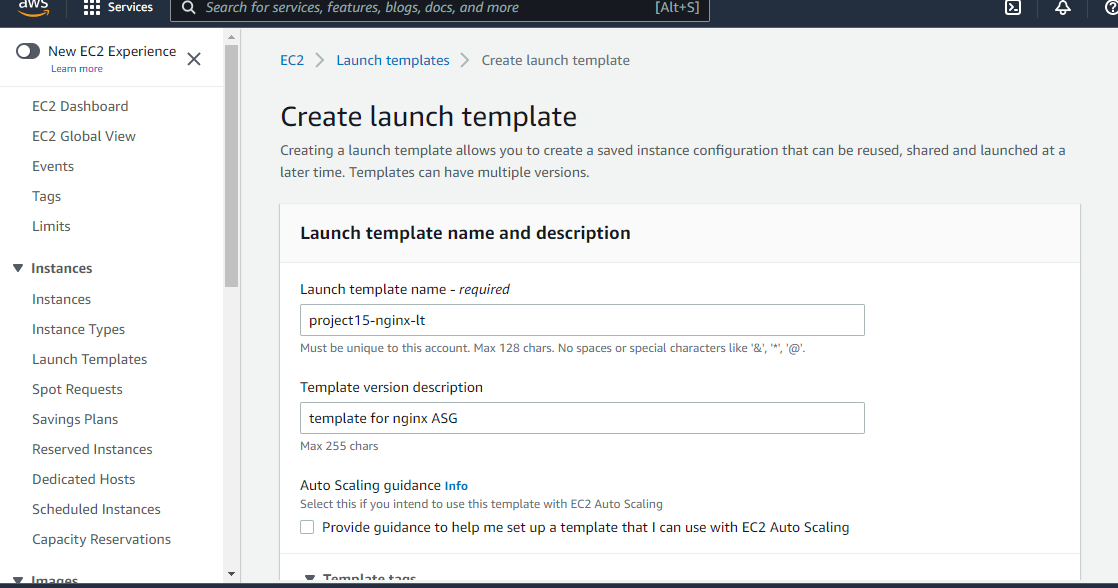 aws
Services
Search for services, features, blogs, docs, and more
[Alt+S]
New EC2 Experience
Learn more
EC2 Dashboard
EC2 Global View
Events
Tags
Limits
Instances
Instances
Instance Types
Launch Templates
Spot Requests
Savings Plans
Reserved Instances
Dedicated Hosts
Scheduled Instances
Capacity Reservations
Images
EC2 > Launch templates > Create launch template
Create launch template
Creating a launch template allows you to create a saved instance configuration that can be reused, shared and launched at a
later time. Templates can have multiple versions.
Launch template name and description
Launch template name - required
project15-nginx-lt
Must be unique to this account. Max 128 chars. No spaces or special characters like '&', '*', '@'.
Template version description
template for nginx ASG
Max 255 chars
Auto Scaling guidance Info
Select this if you intend to use this template with EC2 Auto Scaling
Provide guidance to help me set up a template that I can use with EC2 Auto Scaling
Template tags